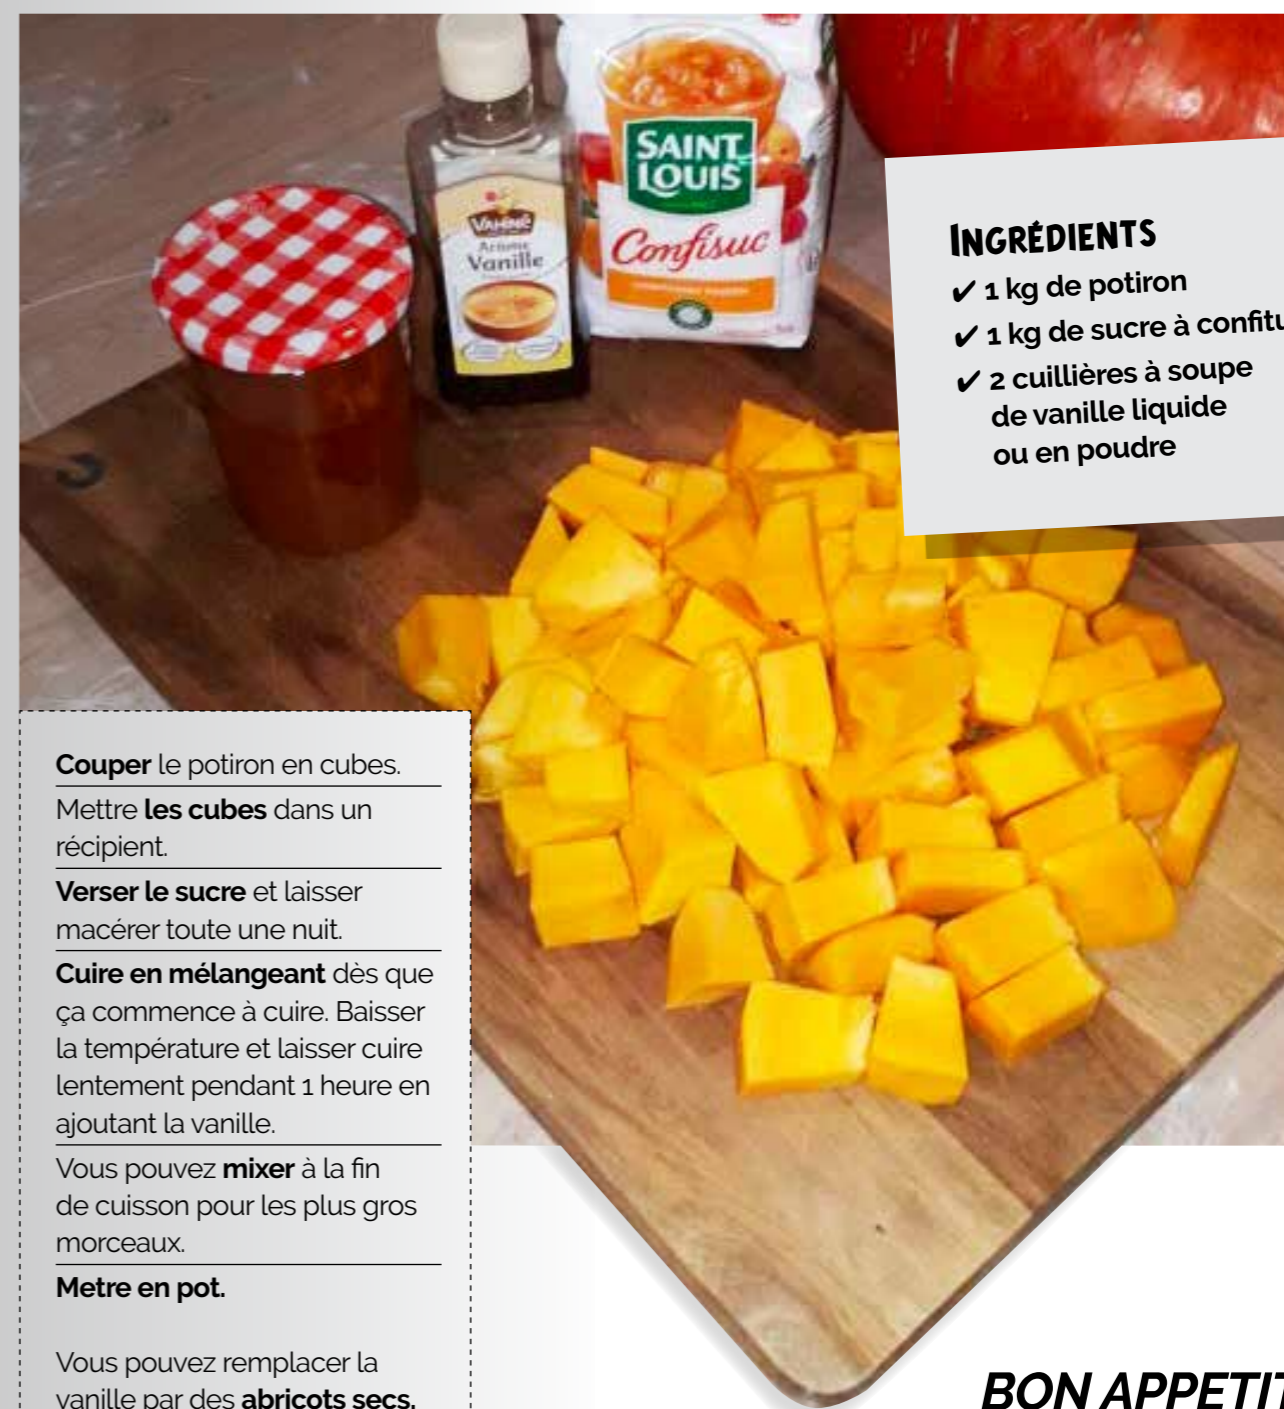 SAINT
LOUIS
Confisuc
VAHINÉ
Arôme
Vanille
INGRÉDIENTS
✔ 1 kg de potiron
✔ 1 kg de sucre à confitu
✔ 2 cuillières à soupe
de vanille liquide
ou en poudre
Couper le potiron en cubes.
Mettre les cubes dans un
récipient.
Verser le sucre et laisser
macérer toute une nuit.
Cuire en mélangeant dès que
ça commence à cuire. Baisser
la température et laisser cuire
lentement pendant 1 heure en
ajoutant la vanille.
Vous pouvez mixer à la fin
de cuisson pour les plus gros
morceaux.
Metre en pot.
Vous pouvez remplacer la
vanille par des abricots secs.
BON APPETIT